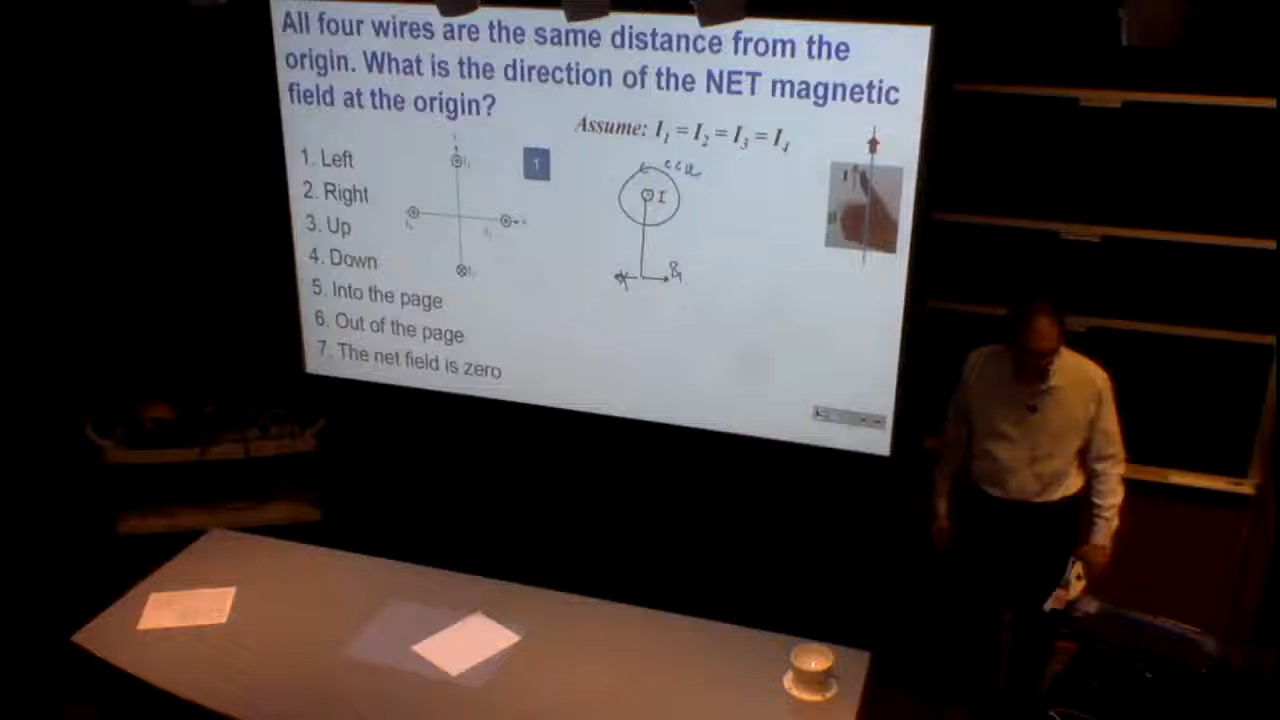 All four wires are the same distance from the
origin. What is the direction of the NET magnetic
field at the origin?
Assume: I1 = I2 = I3 = I4
1. Left
2. Right
3. Up
4. Down
5. Into the page
6. Out of the page
7. The net field is zero
1
ccw
I
B1